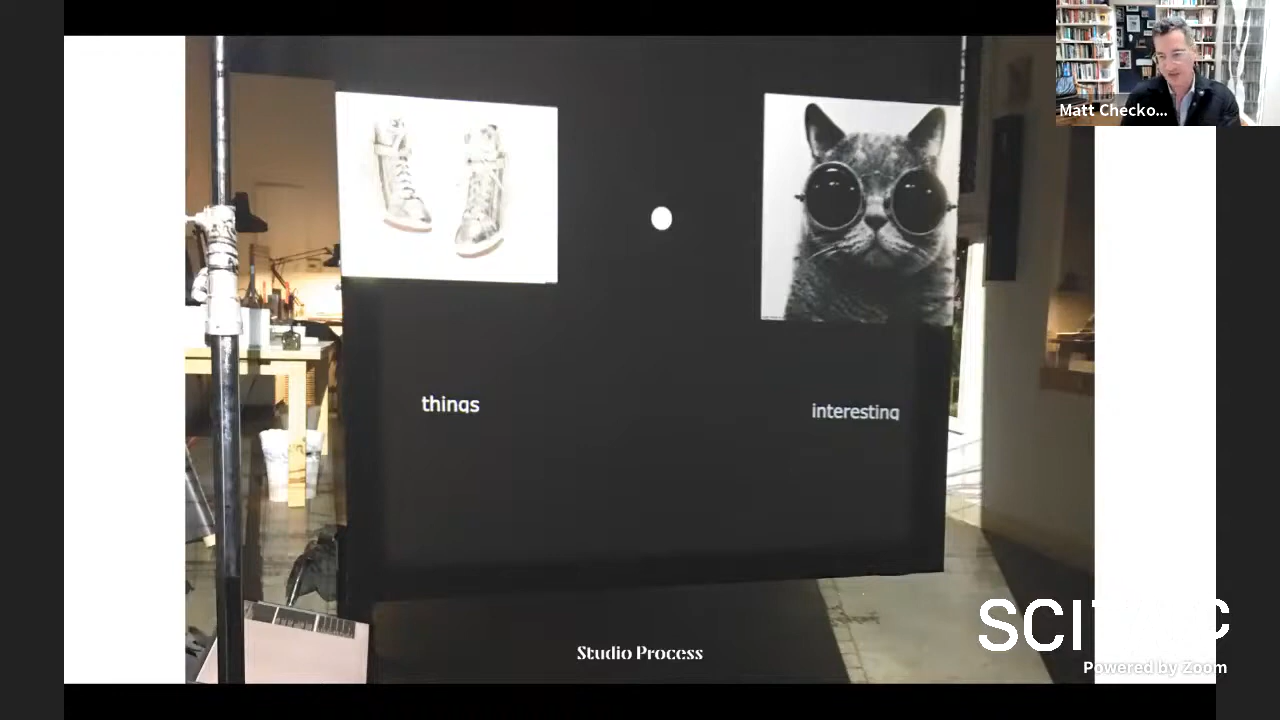 Matt Checko...
things
interesting
Studio Process
Powered by Zoom